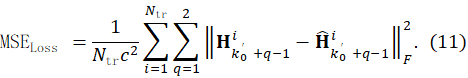 MSE_Loss = \frac{1}{N_{tr}c^2} \sum_{i=1}^{N_{tr}} \sum_{q=1}^{2} \left\| \mathbf{H}^{i}_{k_0^{'}+q-1} - \widehat{\mathbf{H}}^{i}_{k_0^{'}+q-1} \right\|_F^2. (11)